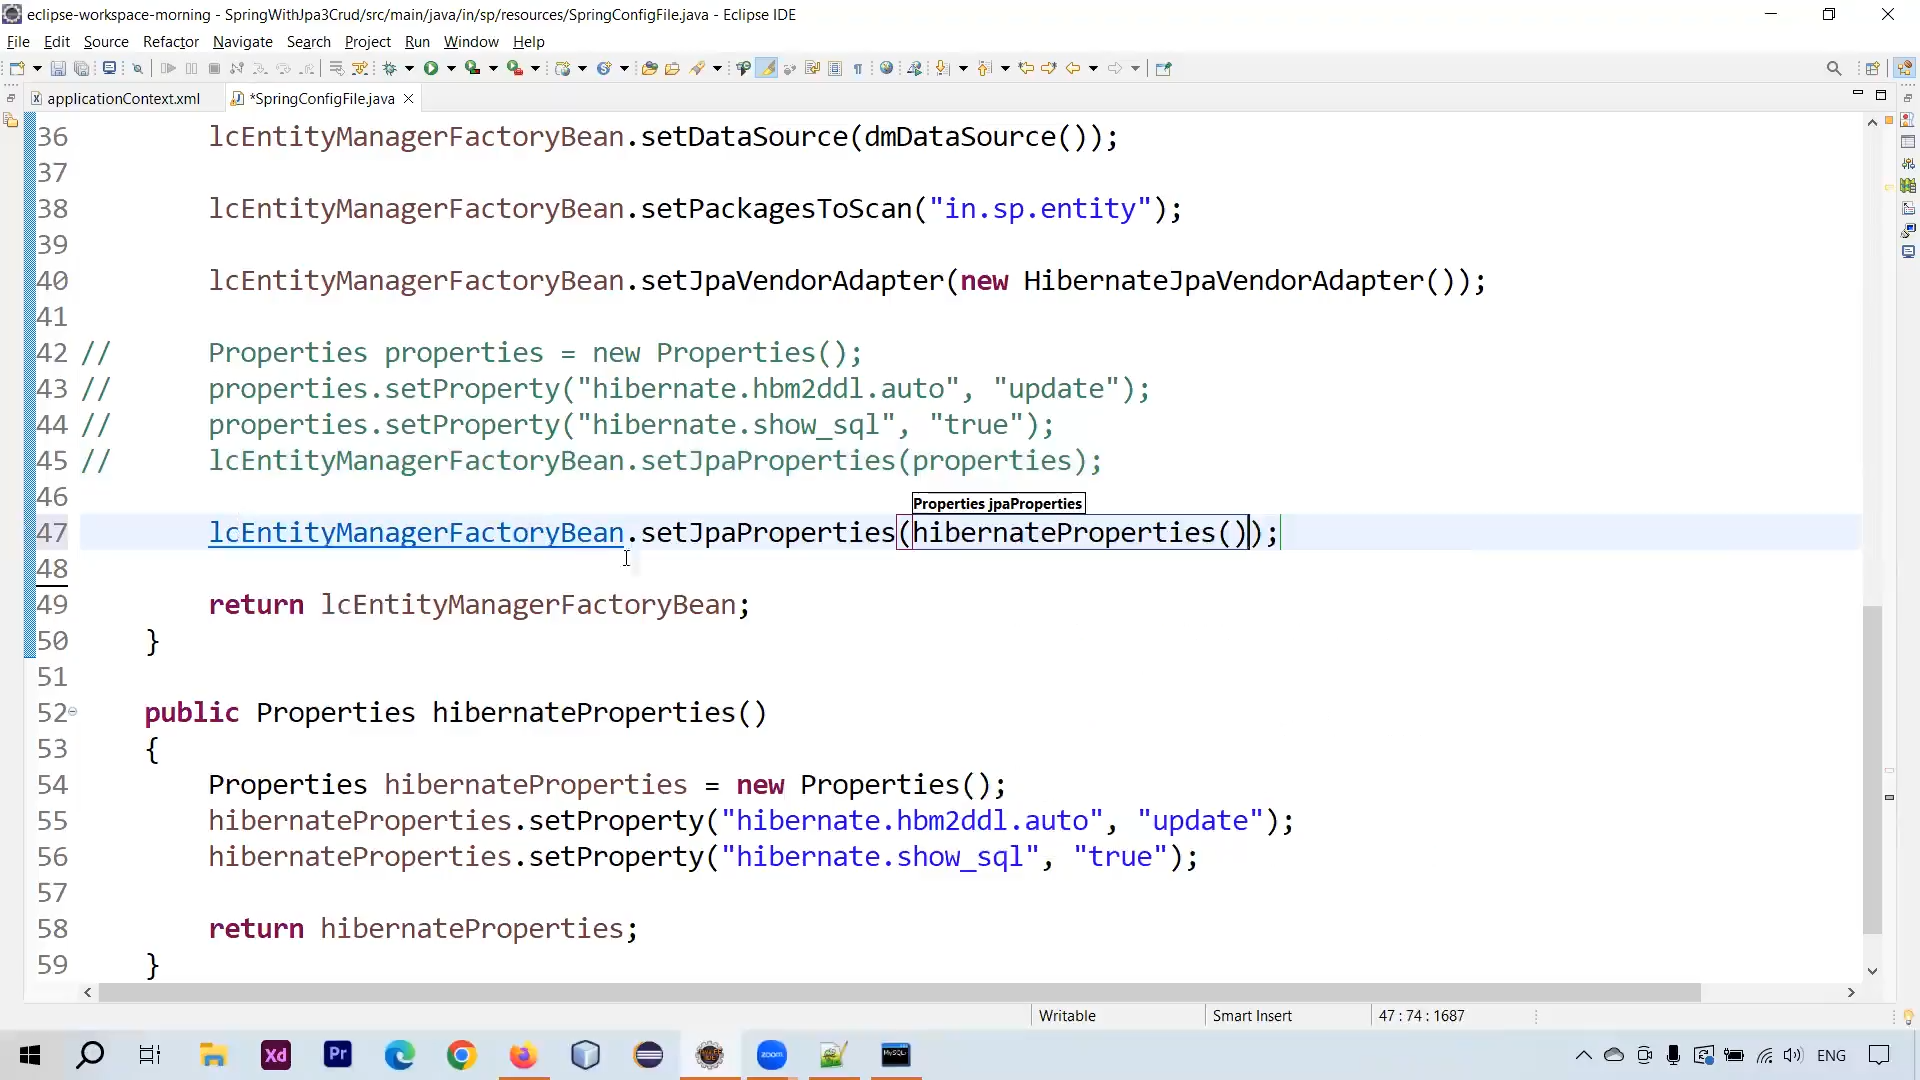 eclipse-workspace-morning - SpringWithJpa3Crud/src/main/java/in/sp/resources/SpringConfigFile.java - Eclipse IDE
File Edit Source Refactor Navigate Search Project Run Window Help
applicationContext.xml *SpringConfigFile.java
36 lcEntityManagerFactoryBean.setDataSource(dmDataSource());
37
38 lcEntityManagerFactoryBean.setPackagesToScan("in.sp.entity");
39
40 lcEntityManagerFactoryBean.setJpaVendorAdapter(new HibernateJpaVendorAdapter());
41
42 // Properties properties = new Properties();
43 // properties.setProperty("hibernate.hbm2ddl.auto", "update");
44 // properties.setProperty("hibernate.show_sql", "true");
45 // lcEntityManagerFactoryBean.setJpaProperties(properties);
46
Properties jpaProperties
47 lcEntityManagerFactoryBean.setJpaProperties(hibernateProperties());
48
49 return lcEntityManagerFactoryBean;
50 }
51
52 public Properties hibernateProperties()
53 {
54 Properties hibernateProperties = new Properties();
55 hibernateProperties.setProperty("hibernate.hbm2ddl.auto", "update");
56 hibernateProperties.setProperty("hibernate.show_sql", "true");
57
58 return hibernateProperties;
59 }
Writable Smart Insert 47 : 74 : 1687
Xd Pr zoom MySQL ENG